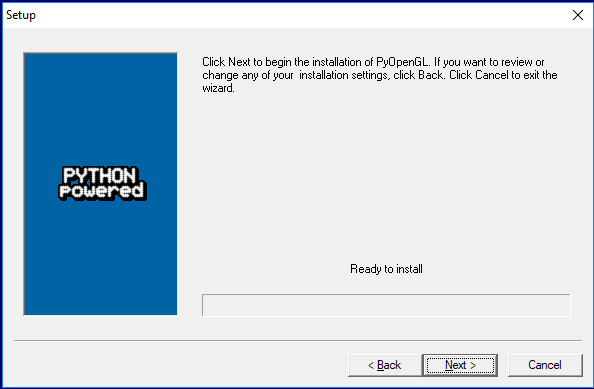 Setup
Click Next to begin the installation of PyOpenGL. If you want to review or
change any of your  installation settings, click Back. Click Cancel to exit the
wizard.
PYTHON
powered
Ready to install
< Back
Next >
Cancel